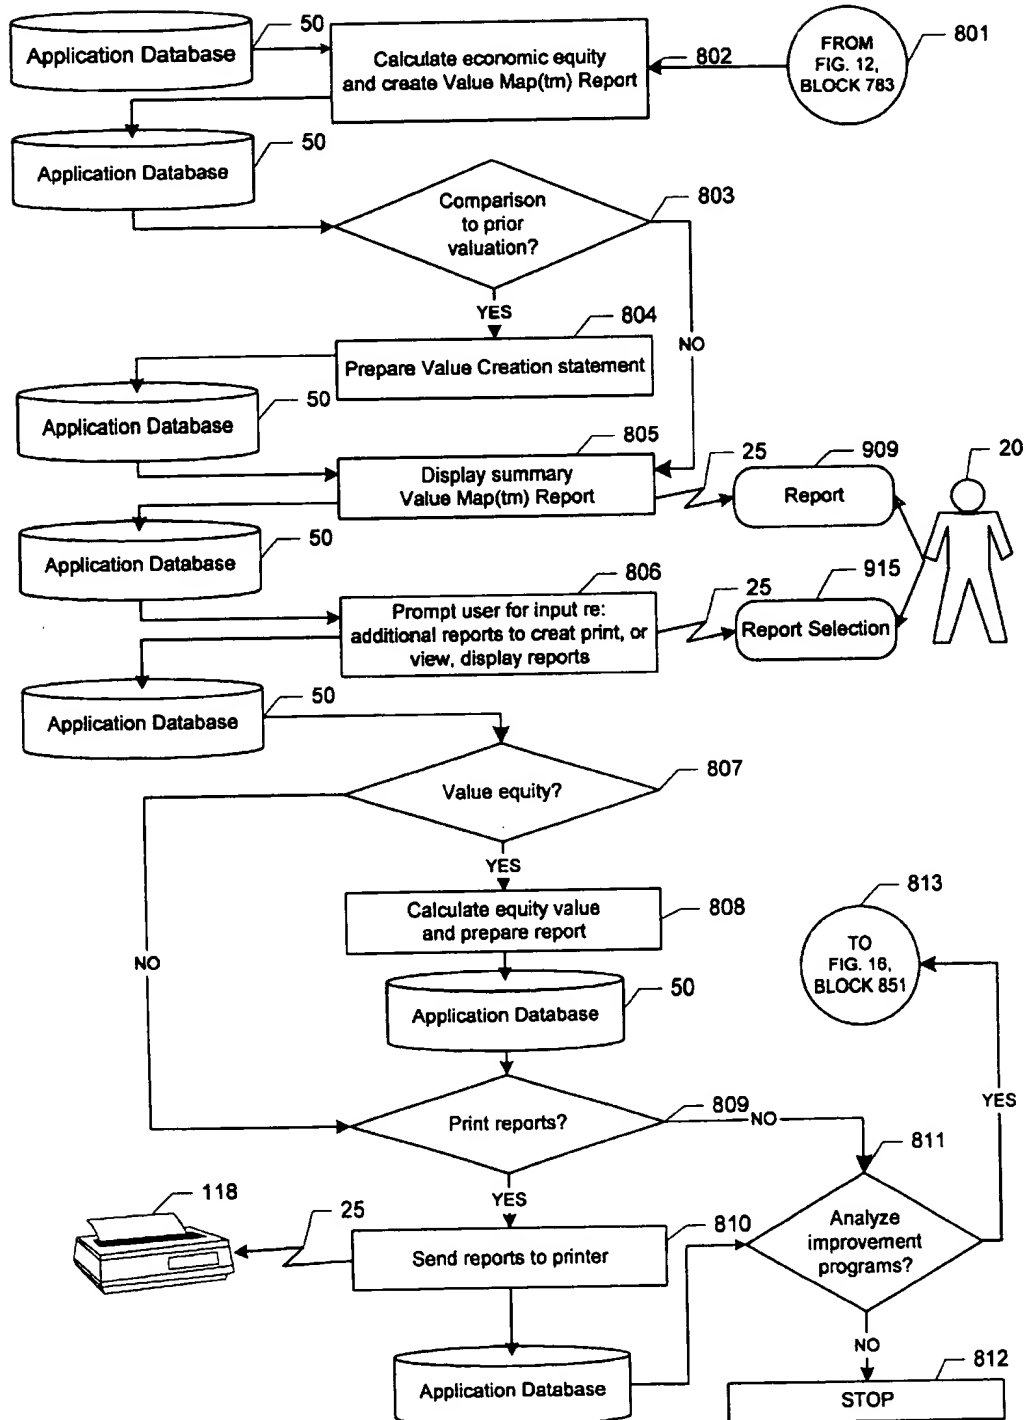 50
Application Database
Calculate economic equity
and create Value Map(tm) Report
802
FROM
FIG. 12,
BLOCK 783
801
50
Application Database
Comparison
to prior
valuation?
803
YES
NO
804
Prepare Value Creation statement
50
Application Database
805
Display summary
Value Map(tm) Report
25
909
Report
20
50
Application Database
806
Prompt user for input re:
additional reports to creat print, or
view, display reports
25
915
Report Selection
50
Application Database
Value equity?
807
YES
NO
Calculate equity value
and prepare report
808
813
TO
FIG. 16,
BLOCK 851
50
Application Database
Print reports?
809
NO
YES
811
YES
118
25
Send reports to printer
810
Analyze
improvement
programs?
NO
Application Database
812
STOP